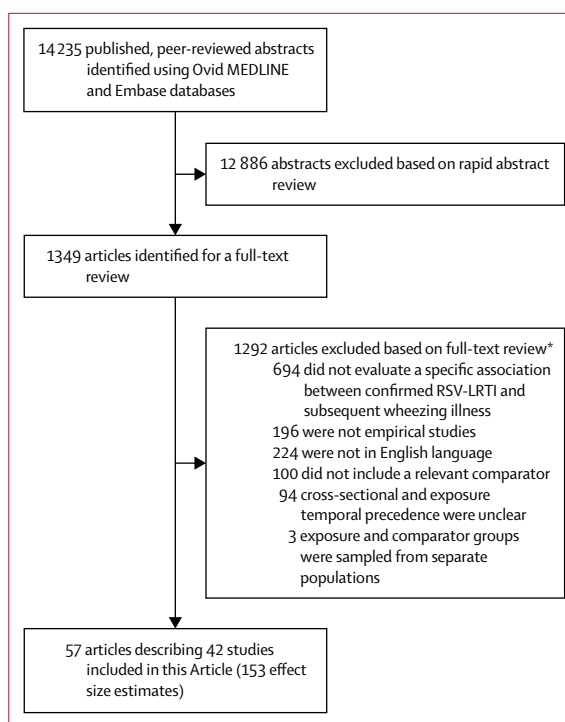 14 235 published, peer-reviewed abstracts
identified using Ovid MEDLINE
and Embase databases
12 886 abstracts excluded based on rapid abstract
review
1349 articles identified for a full-text
review
1292 articles excluded based on full-text review*
694 did not evaluate a specific association
between confirmed RSV-LRTI and
subsequent wheezing illness
196 were not empirical studies
224 were not in English language
100 did not include a relevant comparator
94 cross-sectional and exposure
temporal precedence were unclear
3 exposure and comparator groups
were sampled from separate
populations
57 articles describing 42 studies
included in this Article (153 effect
size estimates)